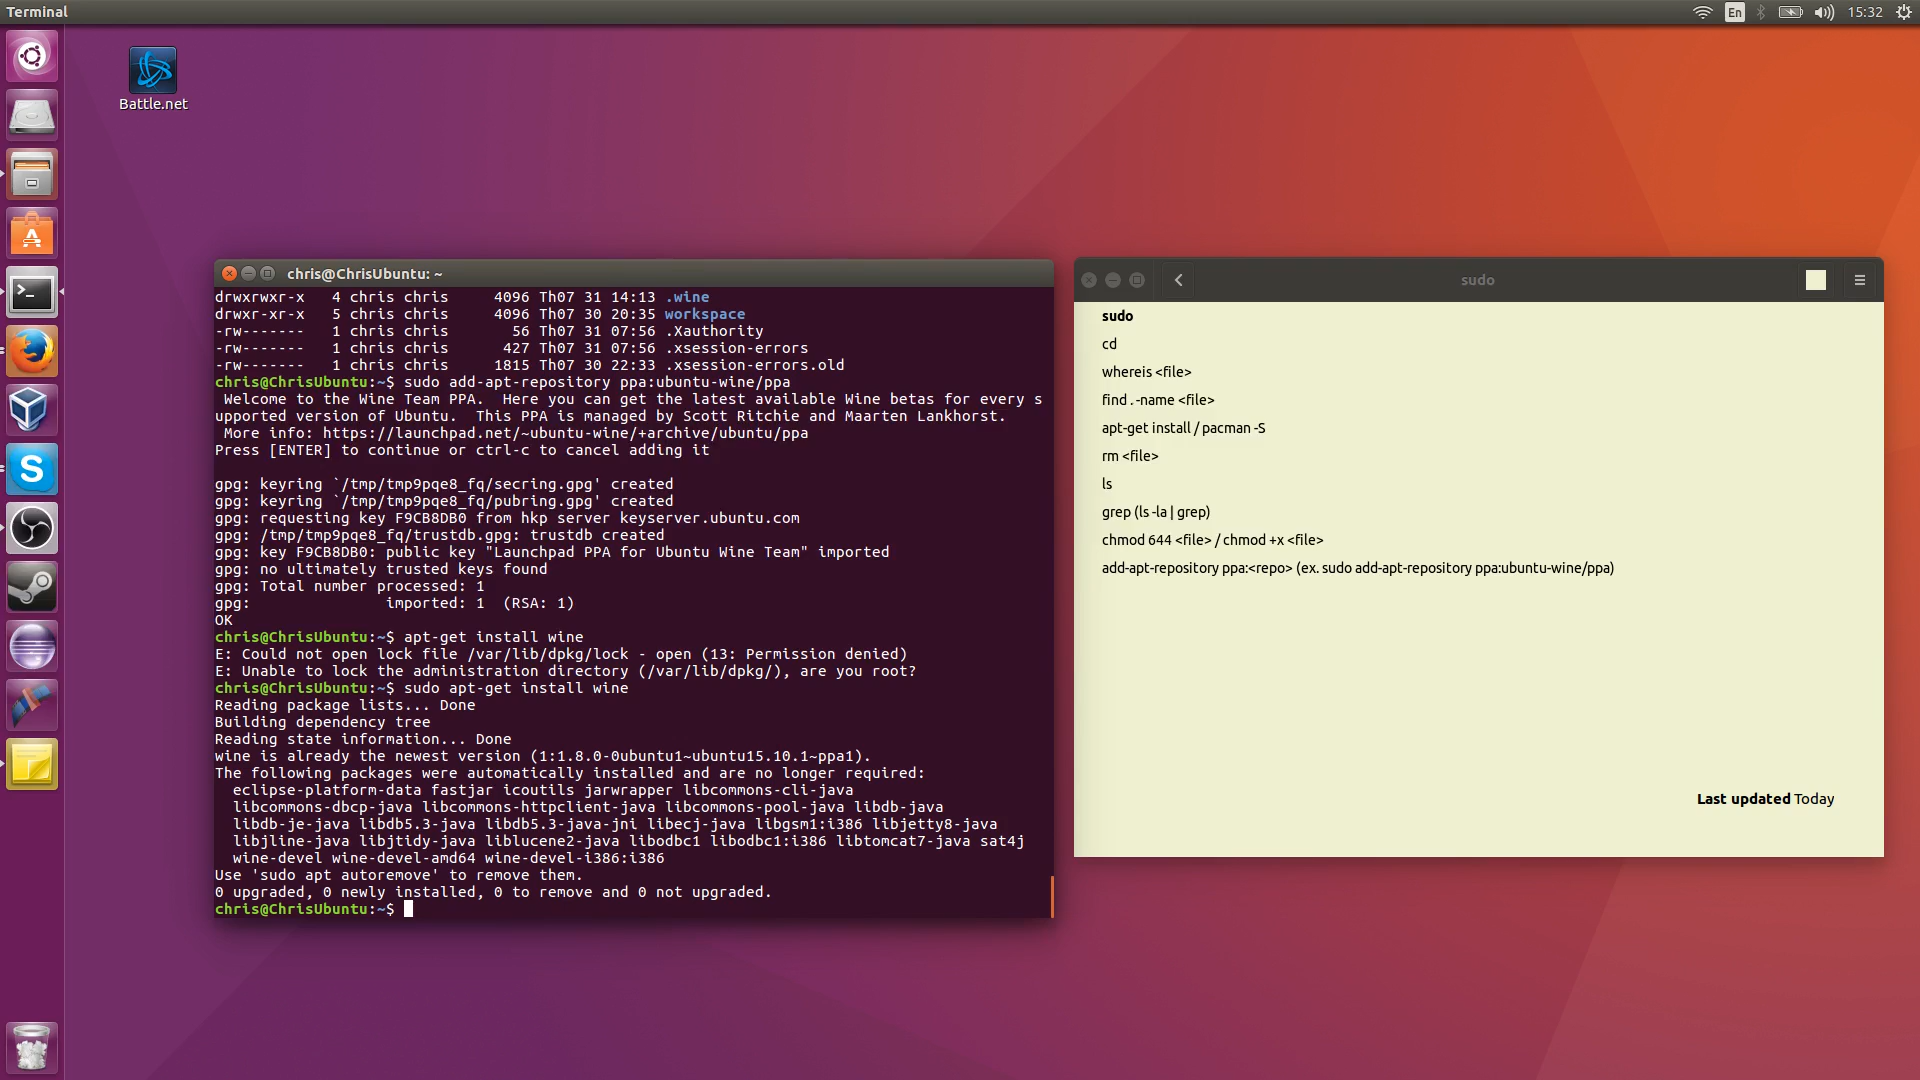 Terminal
En
15:32
Battle.net
chris@ChrisUbuntu: ~
drwxrwxr-x   4 chris chris     4096 Th07 31 14:13 .wine
drwxr-xr-x   5 chris chris     4096 Th07 30 20:35 workspace
-rw-------   1 chris chris       56 Th07 31 07:56 .Xauthority
-rw-------   1 chris chris      427 Th07 31 07:56 .xsession-errors
-rw-------   1 chris chris     1815 Th07 30 22:33 .xsession-errors.old
chris@ChrisUbuntu:~$ sudo add-apt-repository ppa:ubuntu-wine/ppa
 Welcome to the Wine Team PPA.  Here you can get the latest available Wine betas for every s
upported version of Ubuntu.  This PPA is managed by Scott Ritchie and Maarten Lankhorst.
 More info: https://launchpad.net/~ubuntu-wine/+archive/ubuntu/ppa
Press [ENTER] to continue or ctrl-c to cancel adding it
gpg: keyring `/tmp/tmp9pqe8_fq/secring.gpg' created
gpg: keyring `/tmp/tmp9pqe8_fq/pubring.gpg' created
gpg: requesting key F9CB8DB0 from hkp server keyserver.ubuntu.com
gpg: /tmp/tmp9pqe8_fq/trustdb.gpg: trustdb created
gpg: key F9CB8DB0: public key "Launchpad PPA for Ubuntu Wine Team" imported
gpg: no ultimately trusted keys found
gpg: Total number processed: 1
gpg:               imported: 1  (RSA: 1)
OK
chris@ChrisUbuntu:~$ apt-get install wine
E: Could not open lock file /var/lib/dpkg/lock - open (13: Permission denied)
E: Unable to lock the administration directory (/var/lib/dpkg/), are you root?
chris@ChrisUbuntu:~$ sudo apt-get install wine
Reading package lists... Done
Building dependency tree
Reading state information... Done
wine is already the newest version (1:1.8.0-0ubuntu1~ubuntu15.10.1~ppa1).
The following packages were automatically installed and are no longer required:
  eclipse-platform-data fastjar icoutils jarwrapper libcommons-cli-java
  libcommons-dbcp-java libcommons-httpclient-java libcommons-pool-java libdb-java
  libdb-je-java libdb5.3-java libdb5.3-java-jni libecj-java libgsm1:i386 libjetty8-java
  libjline-java libjtidy-java liblucene2-java libodbc1 libodbc1:i386 libtomcat7-java sat4j
  wine-devel wine-devel-amd64 wine-devel-i386:i386
Use 'sudo apt autoremove' to remove them.
0 upgraded, 0 newly installed, 0 to remove and 0 not upgraded.
chris@ChrisUbuntu:~$
sudo
sudo
cd
whereis <file>
find . -name <file>
apt-get install / pacman -S
rm <file>
ls
grep (ls -la | grep)
chmod 644 <file> / chmod +x <file>
add-apt-repository ppa:<repo> (ex. sudo add-apt-repository ppa:ubuntu-wine/ppa)
Last updated Today